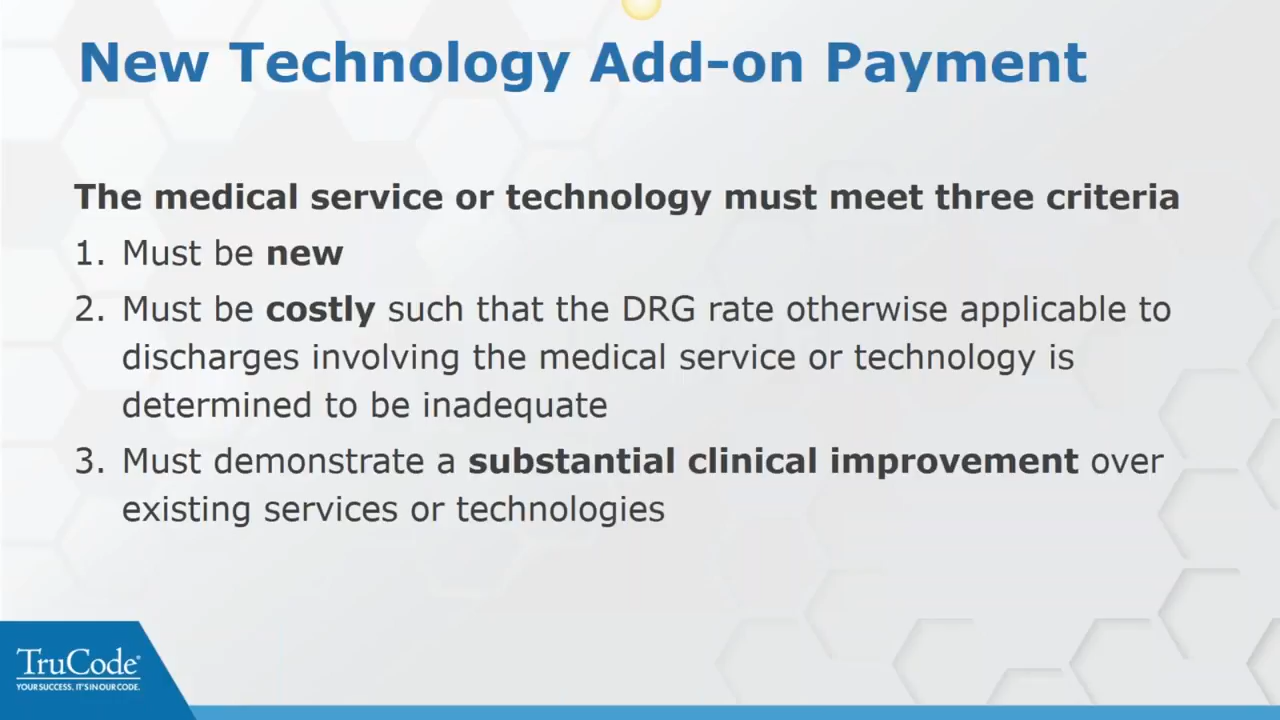 New Technology Add-on Payment
The medical service or technology must meet three criteria
1. Must be new
2. Must be costly such that the DRG rate otherwise applicable to
discharges involving the medical service or technology is
determined to be inadequate
3. Must demonstrate a substantial clinical improvement over
existing services or technologies
TruCode®
YOUR SUCCESS. IT'S IN OUR CODE.